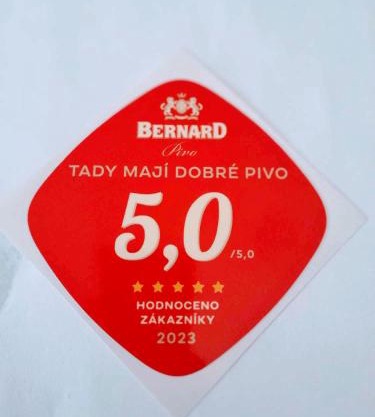 BERNARD
Pivo
TADY MAJÍ DOBRÉ PIVO
5,0 /5,0
HODNOCENO
ZÁKAZNÍKY
2023